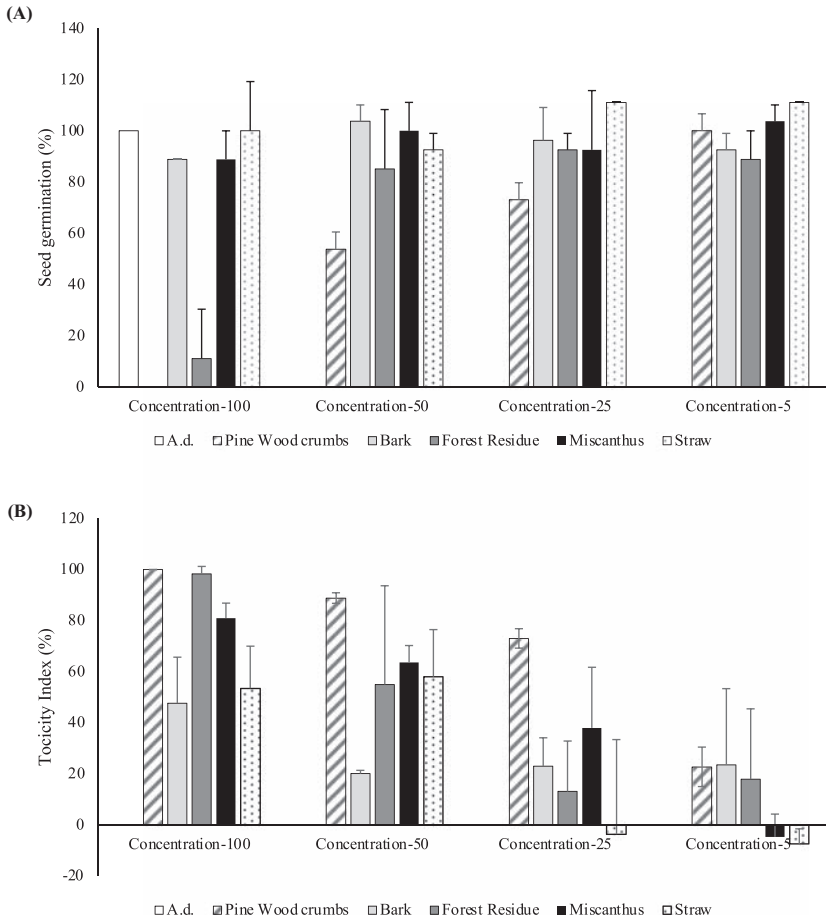 (A)
140
120
100
80
60
40
20
0
Seed germination (%)
Concentration-100 Concentration-50 Concentration-25 Concentration-5
A.d. Pine Wood crumbs Bark Forest Residue Miscanthus Straw
(B)
120
100
80
60
40
20
0
-20
Tocicity Index (%)
Concentration-100 Concentration-50 Concentration-25 Concentration-5
A.d. Pine Wood crumbs Bark Forest Residue Miscanthus Straw